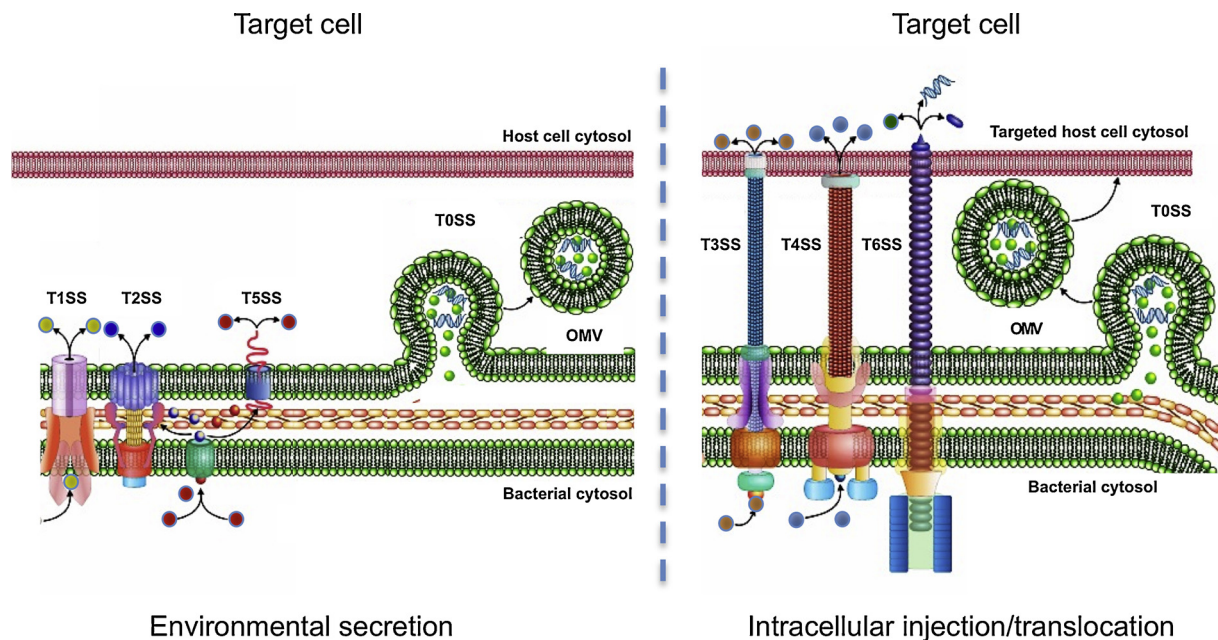 Target cell
Target cell
Host cell cytosol
Targeted host cell cytosol
T0SS
T0SS
T3SS
T4SS
T6SS
T1SS
T2SS
T5SS
OMV
OMV
Bacterial cytosol
Bacterial cytosol
Environmental secretion
Intracellular injection/translocation